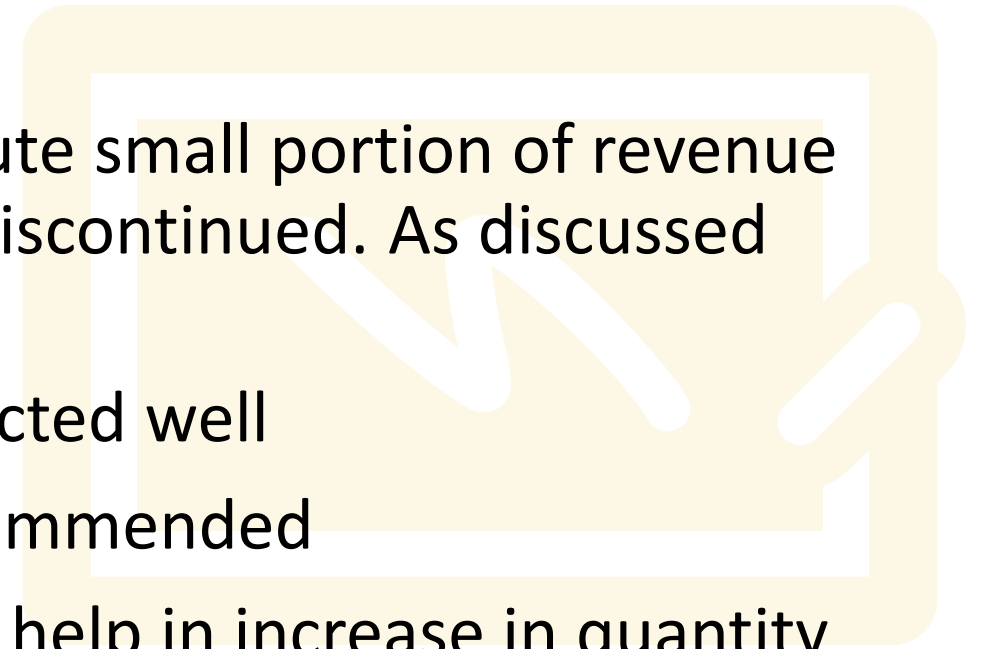 ute small portion of revenue
iscontinued. As discussed
cted well
mmended
help in increase in quantity